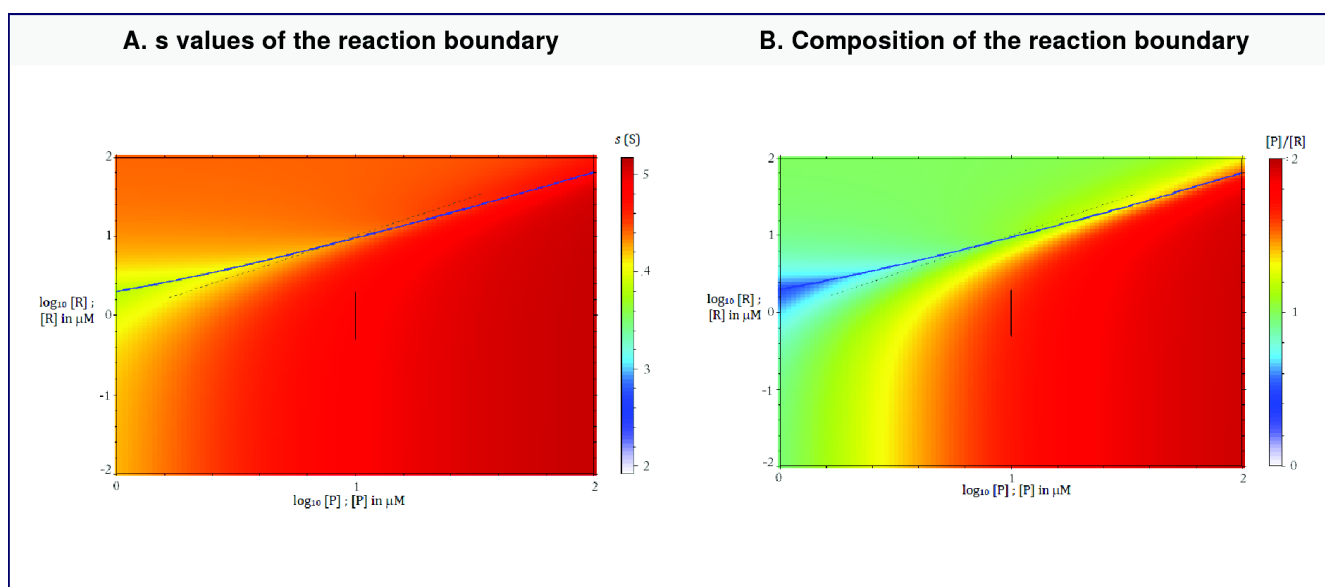 A. s values of the reaction boundary
B. Composition of the reaction boundary
s (S)
2
1
0
-1
-2
log₁₀ [R] ;
[R] in µM
0
1
2
log₁₀ [P] ; [P] in µM
5
4
3
2
[P]/[R]
2
1
0
-1
-2
log₁₀ [R] ;
[R] in µM
0
1
2
log₁₀ [P] ; [P] in µM
2
1
0